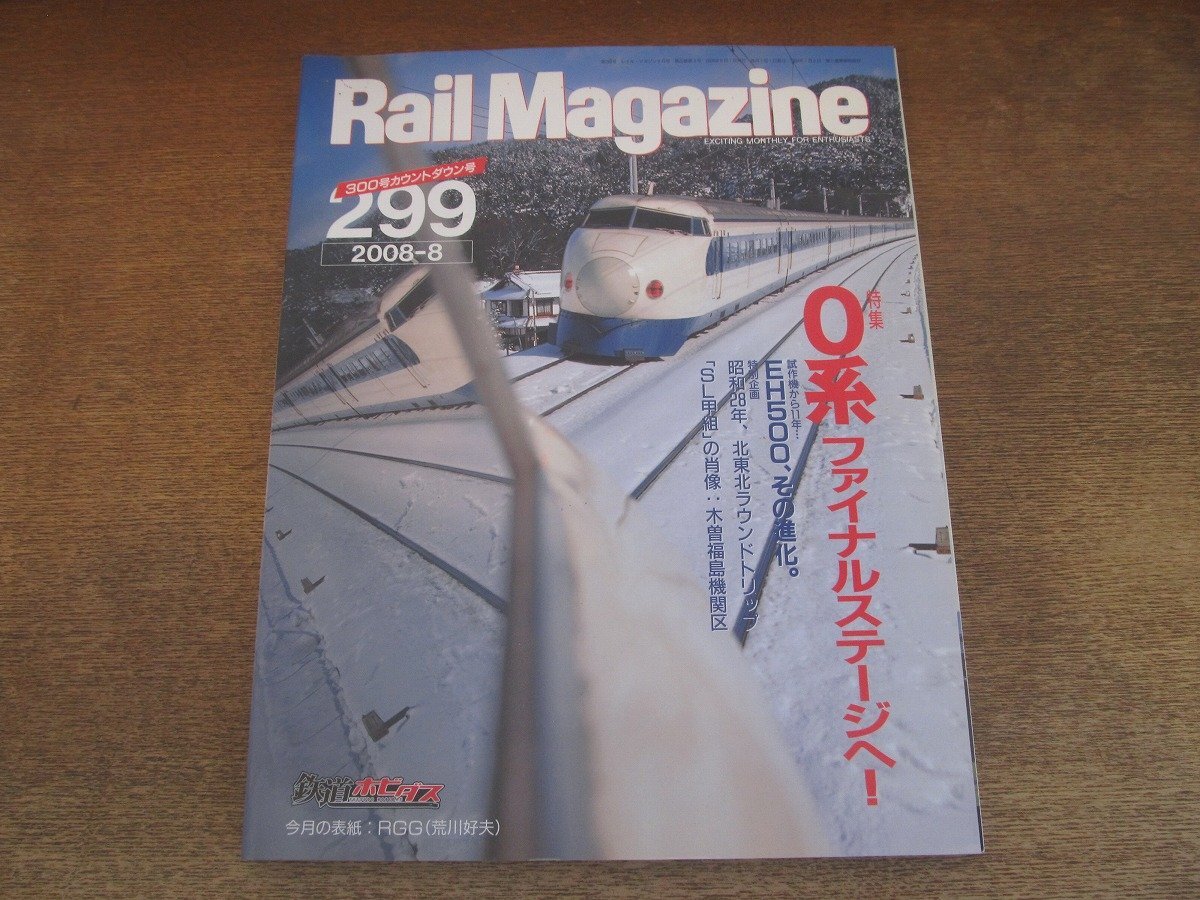 Rail Magazine
EXCITING MONTHLY FOR ENTHUSIASTS
300号カウントダウン号
299
2008-8
特集
0系 ファイナルステージへ!
試作機から11年…
EH500、その進化。
特別企画
昭和28年、北東北ラウンドトリップ
「SL甲組」の肖像:木曽福島機関区
鉄道ホビダス
今月の表紙:RGG(荒川好夫)